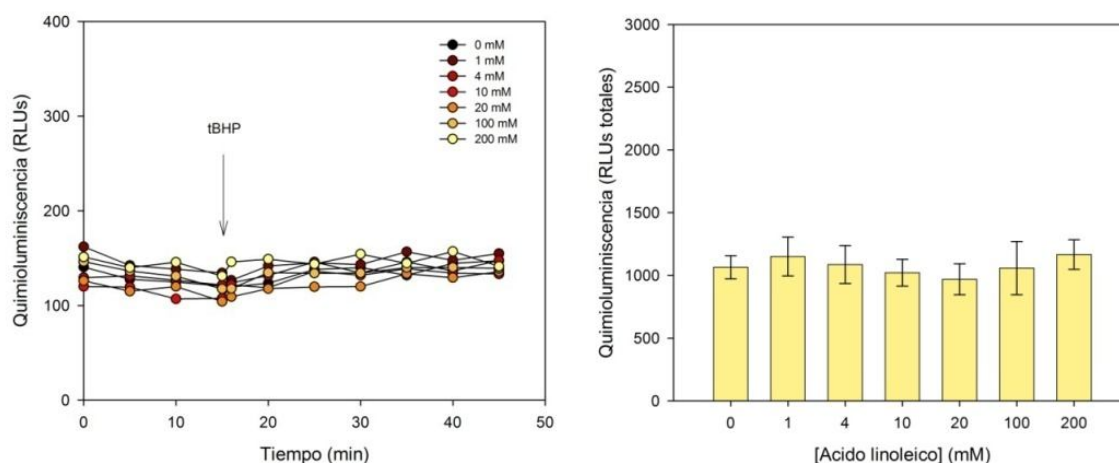 Quimioluminiscencia (RLUs)
400
300
200
100
0
tBHP
0 mM
1 mM
4 mM
10 mM
20 mM
100 mM
200 mM
0 10 20 30 40 50
Tiempo (min)
Quimioluminiscencia (RLUs totales)
3000
2500
2000
1500
1000
500
0
0 1 4 10 20 100 200
[Acido linoleico] (mM)